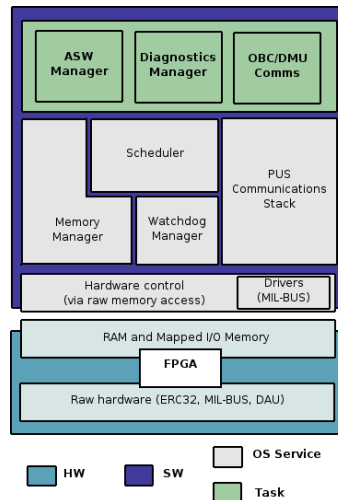 ASW
Manager
Diagnostics
Manager
OBC/DMU
Comms
Scheduler
Memory
Manager
Watchdog
Manager
PUS
Communications
Stack
Hardware control
(via raw memory access)
Drivers
(MIL-BUS)
RAM and Mapped I/O Memory
FPGA
Raw hardware (ERC32, MIL-BUS, DAU)
HW
SW
OS Service
Task